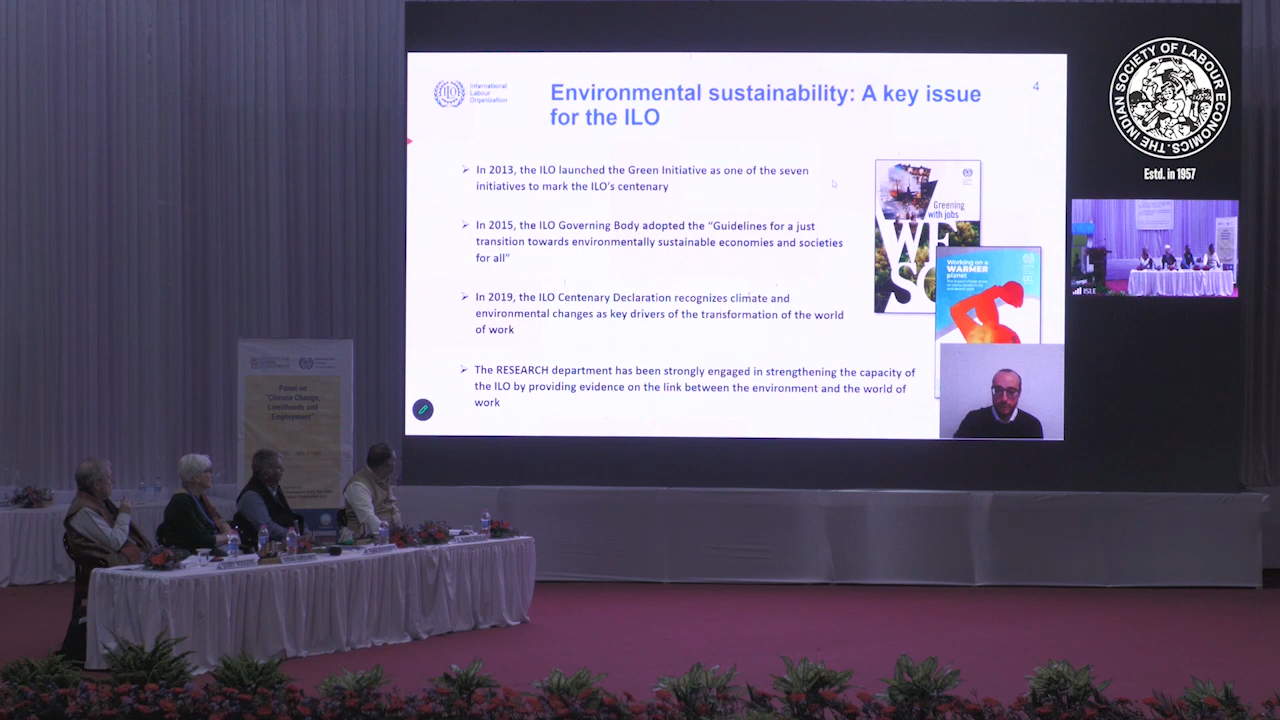 International
Labour
Organization
Environmental sustainability: A key issue
for the ILO
4
➢ In 2013, the ILO launched the Green Initiative as one of the seven
initiatives to mark the ILO's centenary
➢ In 2015, the ILO Governing Body adopted the “Guidelines for a just
transition towards environmentally sustainable economies and societies
for all”
➢ In 2019, the ILO Centenary Declaration recognizes climate and
environmental changes as key drivers of the transformation of the world
of work
➢ The RESEARCH department has been strongly engaged in strengthening the capacity of
the ILO by providing evidence on the link between the environment and the world of
work
Greening
with jobs
WE
SO
Working on a
WARMER
planet
THE INDIAN SOCIETY OF LABOUR ECONOMICS
Estd. in 1957
ISLE
Panel on
"Climate Change,
Livelihoods and
Employment"